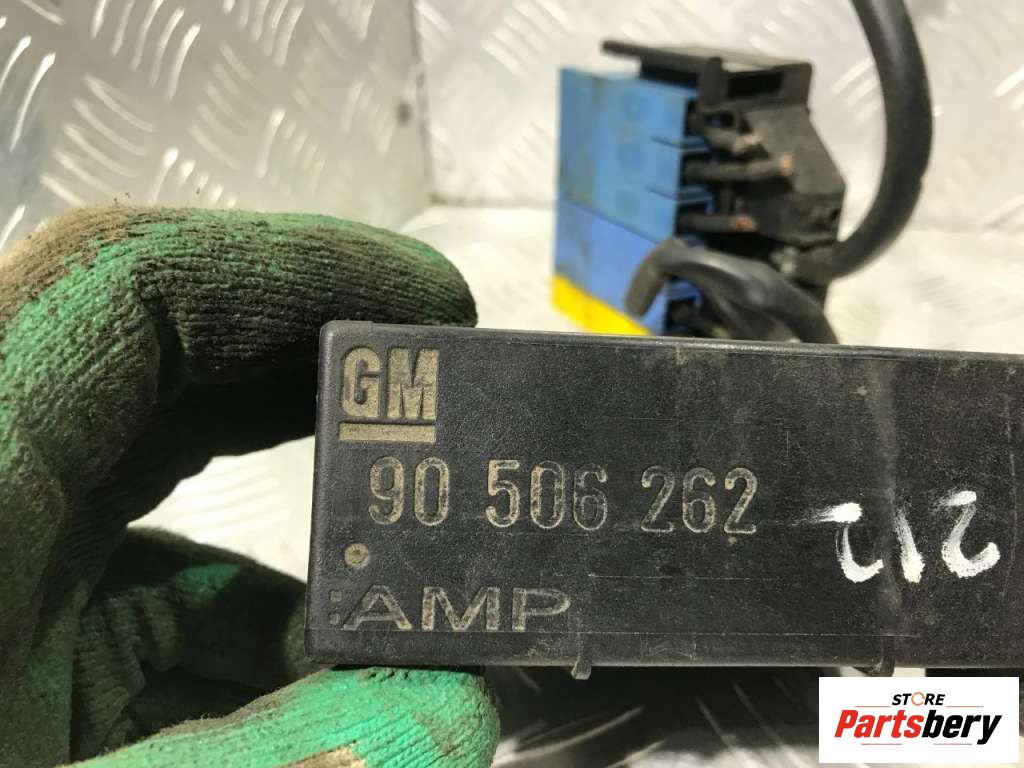 GM
90 506 262
212
:AMP
STORE
Partsbery